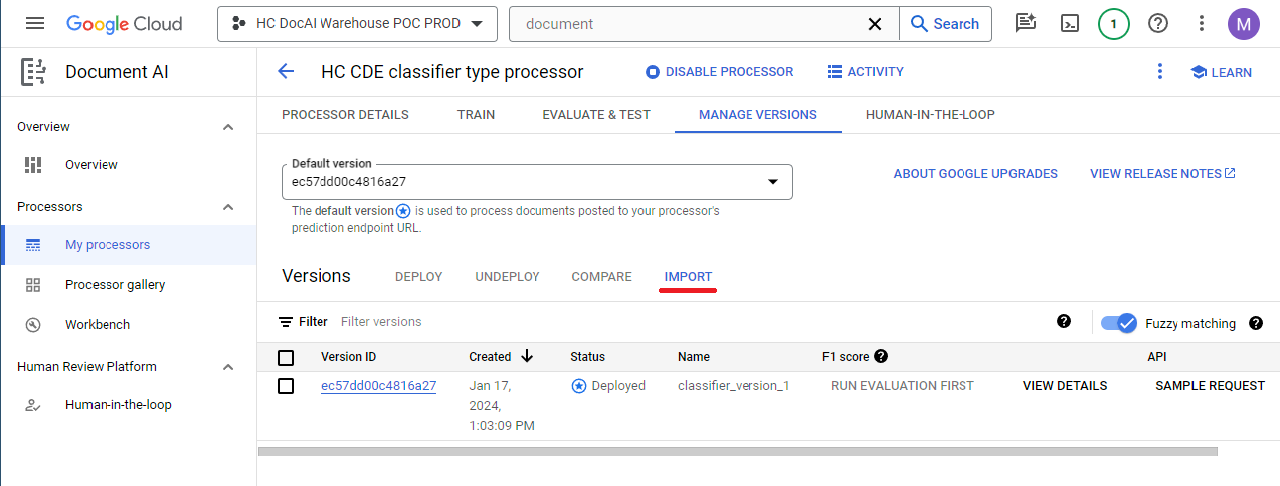 Google Cloud
HC DocAI Warehouse POC PROD
document
Search
1
M
Document AI
HC CDE classifier type processor
DISABLE PROCESSOR
ACTIVITY
LEARN
Overview
Overview
Processors
My processors
Processor gallery
Workbench
Human Review Platform
Human-in-the-loop
PROCESSOR DETAILS
TRAIN
EVALUATE & TEST
MANAGE VERSIONS
HUMAN-IN-THE-LOOP
Default version
ec57dd00c4816a27
The default version is used to process documents posted to your processor's
prediction endpoint URL.
ABOUT GOOGLE UPGRADES
VIEW RELEASE NOTES
Versions
DEPLOY
UNDEPLOY
COMPARE
IMPORT
Filter
Filter versions
Fuzzy matching
Version ID
Created
Status
Name
F1 score
API
ec57dd00c4816a27
Jan 17,
2024,
1:03:09 PM
Deployed
classifier_version_1
RUN EVALUATION FIRST
VIEW DETAILS
SAMPLE REQUEST